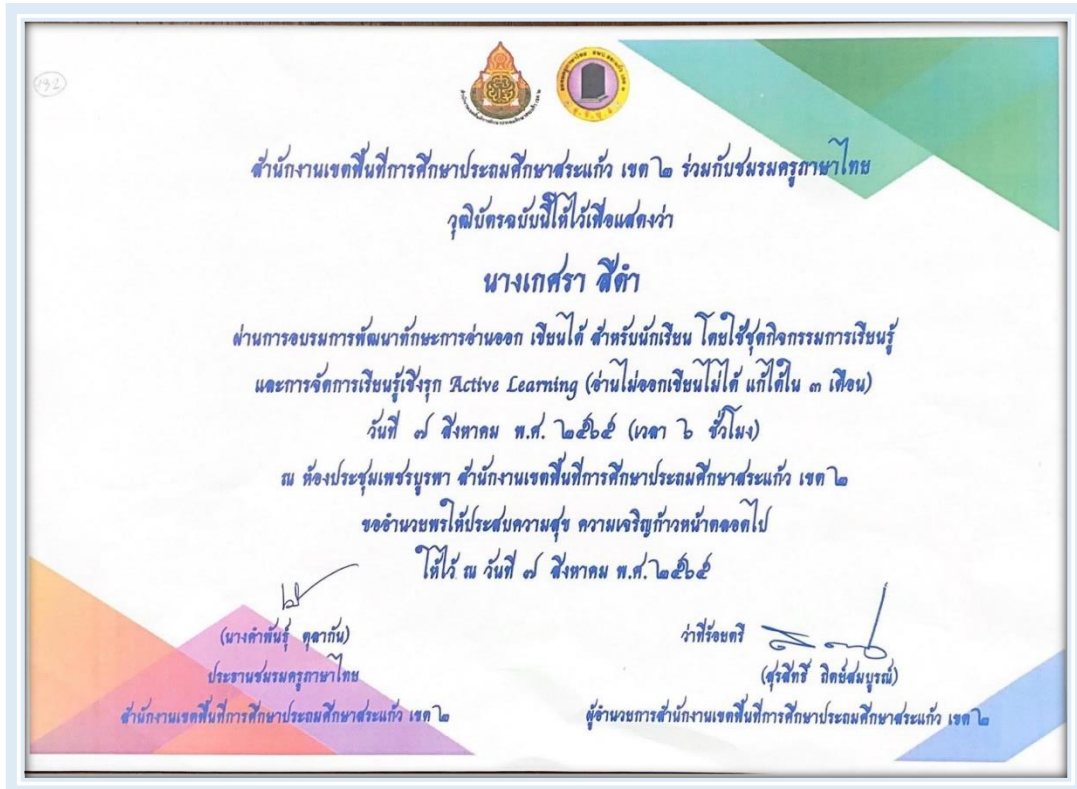 192
สำนักงานเขตพื้นที่การศึกษาประถมศึกษาสระแก้ว เขต ๒ ร่วมกับชมรมครูภาษาไทย
วุฒิบัตรฉบับนี้ให้ไว้เพื่อแสดงว่า
นางเกศรา สีดำ
ผ่านการอบรมการพัฒนาทักษะการอ่านออก เขียนได้ สำหรับนักเรียน โดยใช้ชุดกิจกรรมการเรียนรู้
และการจัดการเรียนรู้เชิงรุก Active Learning (อ่านไม่ออกเขียนไม่ได้ แก้ได้ใน ๓ เดือน)
วันที่ ๗ สิงหาคม พ.ศ. ๒๕๖๕ (เวลา ๖ ชั่วโมง)
ณ ห้องประชุมเพชรบูรพา สำนักงานเขตพื้นที่การศึกษาประถมศึกษาสระแก้ว เขต ๒
ขออำนวยพรให้ประสบความสุข ความเจริญก้าวหน้าตลอดไป
ให้ไว้ ณ วันที่ ๗ สิงหาคม พ.ศ. ๒๕๖๕
(นางคำพันธุ์ ตุลากัน)
ประธานชมรมครูภาษาไทย
สำนักงานเขตพื้นที่การศึกษาประถมศึกษาสระแก้ว เขต ๒
ว่าที่ร้อยตรี
(สุรสีทธิ์ ถิตย์สมบูรณ์)
ผู้อำนวยการสำนักงานเขตพื้นที่การศึกษาประถมศึกษาสระแก้ว เขต ๒